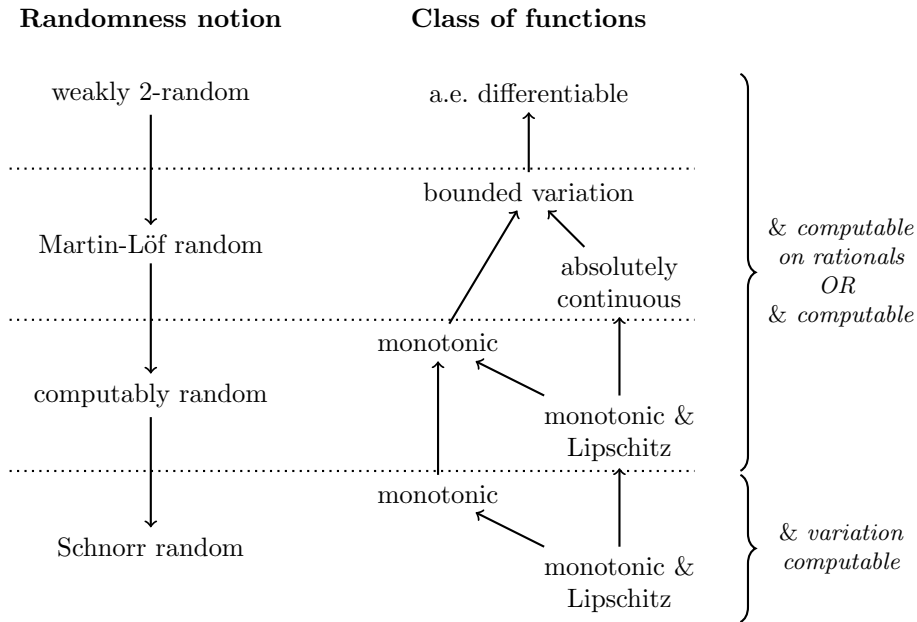 Randomness notion
Class of functions
weakly 2-random
a.e. differentiable
bounded variation
Martin-Löf random
absolutely
continuous
& computable
on rationals
OR
& computable
monotonic
computably random
monotonic &
Lipschitz
monotonic
Schnorr random
monotonic &
Lipschitz
& variation
computable